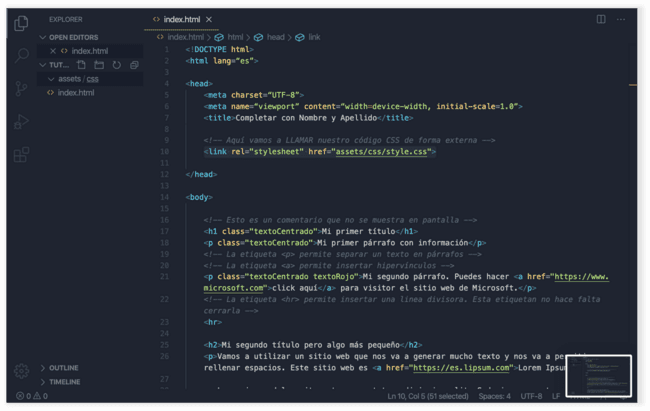 EXPLORER
index.html
OPEN EDITORS
index.html
TUT...
assets / css
index.html
OUTLINE
TIMELINE
index.html > html > head > link
1 <!DOCTYPE html>
2 <html lang="es">
3
4 <head>
5 <meta charset="UTF-8">
6 <meta name="viewport" content="width=device-width, initial-scale=1.0">
7 <title>Completar con Nombre y Apellido</title>
8
9 <!-- Aquí vamos a LLAMAR nuestro código CSS de forma externa -->
10 <link rel="stylesheet" href="assets/css/style.css">
11
12 </head>
13
14 <body>
15
16 <!-- Esto es un comentario que no se muestra en pantalla -->
17 <h1 class="textoCentrado">Mi primer título</h1>
18 <p class="textoCentrado">Mi primer párrafo con información</p>
19 <!-- La etiqueta <p> permite separar un texto en párrafos -->
20 <!-- La etiqueta <a> permite insertar hipervínculos -->
21 <p class="textoCentrado textoRojo">Mi segundo párrafo. Puedes hacer <a href="https://www.
microsoft.com">click aquí</a> para visitar el sitio web de Microsoft.</p>
22 <!-- La etiqueta <hr> permite insertar una linea divisora. Esta etiquetan no hace falta
cerrarla -->
23 <hr>
24
25 <h2>Mi segundo título pero algo más pequeño</h2>
26 <p>Vamos a utilizar un sitio web que nos va a generar mucho texto y nos va a
rellenar espacios. Este sitio web es <a href="https://es.lipsum.com">Lorem Ipsum
27
0 0
Ln 10, Col 5 (51 selected)
Spaces: 4
UTF-8
LF